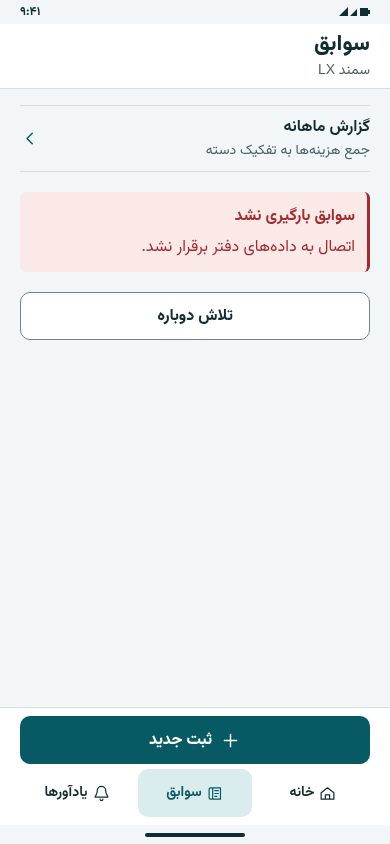 ۹:۴۱
سوابق
سمند LX
گزارش ماهانه
جمع هزینه‌ها به تفکیک دسته
سوابق بارگیری نشد
اتصال به داده‌های دفتر برقرار نشد.
تلاش دوباره
ثبت جدید
خانه
سوابق
یادآورها